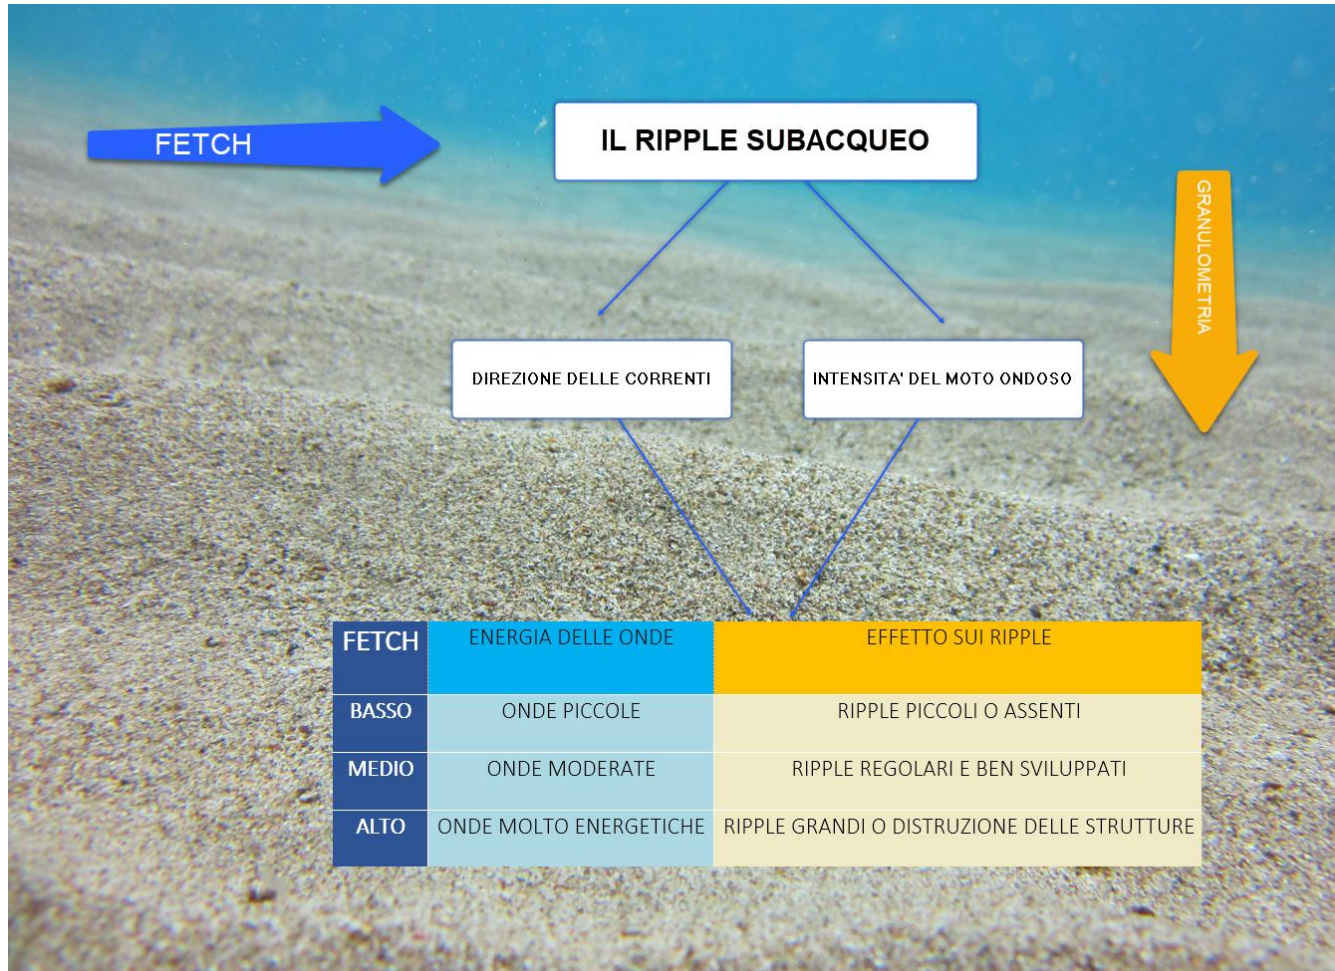 FETCH
IL RIPPLE SUBACQUEO
GRANULOMETRIA
DIREZIONE DELLE CORRENTI
INTENSITA' DEL MOTO ONDOSO
FETCH ENERGIA DELLE ONDE EFFETTO SUI RIPPLE
BASSO ONDE PICCOLE RIPPLE PICCOLI O ASSENTI
MEDIO ONDE MODERATE RIPPLE REGOLARI E BEN SVILUPPATI
ALTO ONDE MOLTO ENERGETICHE RIPPLE GRANDI O DISTRUZIONE DELLE STRUTTURE